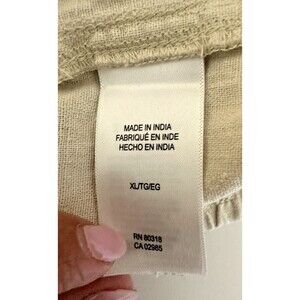 MADE IN INDIA
FABRIQUÉ EN INDE
HECHO EN INDIA
XL/TG/EG
RN 80318
CA 02985